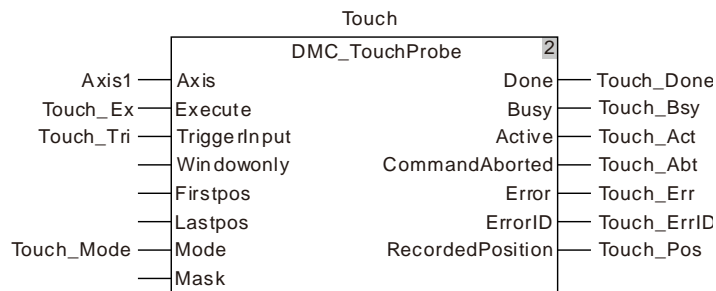 Touch
DMC_TouchProbe 2
Axis1 Axis Done Touch_Done
Touch_Ex Execute Busy Touch_Bsy
Touch_Tri TriggerInput Active Touch_Act
Windowonly CommandAborted Touch_Abt
Firstpos Error Touch_Err
Lastpos ErrorID Touch_ErrID
Touch_Mode Mode RecordedPosition Touch_Pos
Mask